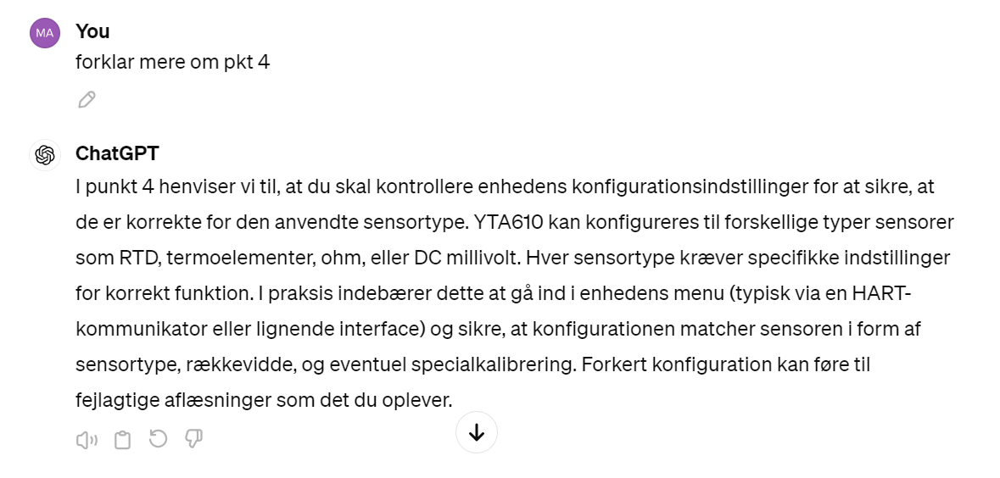 MA
You
forklar mere om pkt 4
ChatGPT
I punkt 4 henviser vi til, at du skal kontrollere enhedens konfigurationsindstillinger for at sikre, at
de er korrekte for den anvendte sensortype. YTA610 kan konfigureres til forskellige typer sensorer
som RTD, termoelementer, ohm, eller DC millivolt. Hver sensortype kræver specifikke indstillinger
for korrekt funktion. I praksis indebærer dette at gå ind i enhedens menu (typisk via en HART-
kommunikator eller lignende interface) og sikre, at konfigurationen matcher sensoren i form af
sensortype, rækkevidde, og eventuel specialkalibrering. Forkert konfiguration kan føre til
fejlagtige aflæsninger som det du oplever.